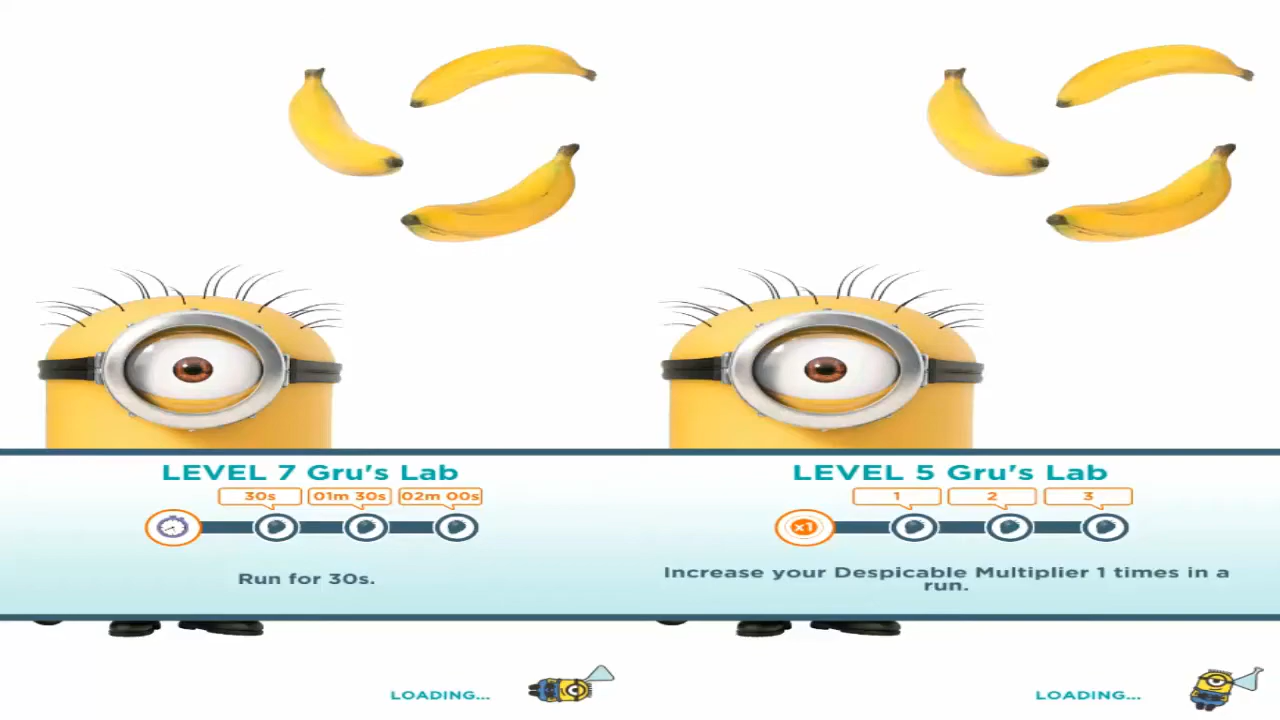 LEVEL 7 Gru's Lab
30s
01m 30s
02m 00s
Run for 30s.
LOADING...
LEVEL 5 Gru's Lab
1
2
3
x1
Increase your Despicable Multiplier 1 times in a
run.
LOADING...